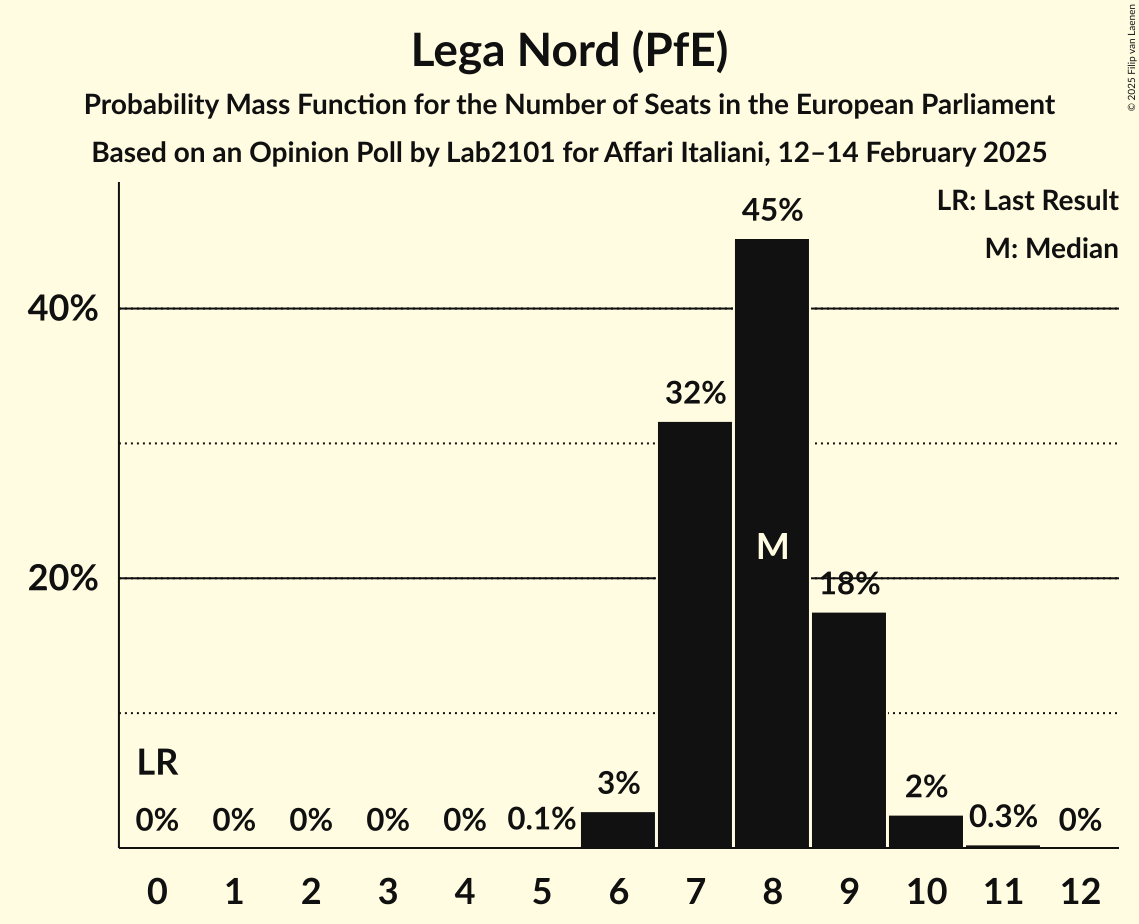 Lega Nord (PfE)
Probability Mass Function for the Number of Seats in the European Parliament
Based on an Opinion Poll by Lab2101 for Affari Italiani, 12–14 February 2025
© 2025 Filip van Laenen
LR: Last Result
M: Median
45%
40%
32%
M
20%
18%
LR
3%
2%
0% 0% 0% 0% 0% 0.1% 0.3% 0%
0 1 2 3 4 5 6 7 8 9 10 11 12